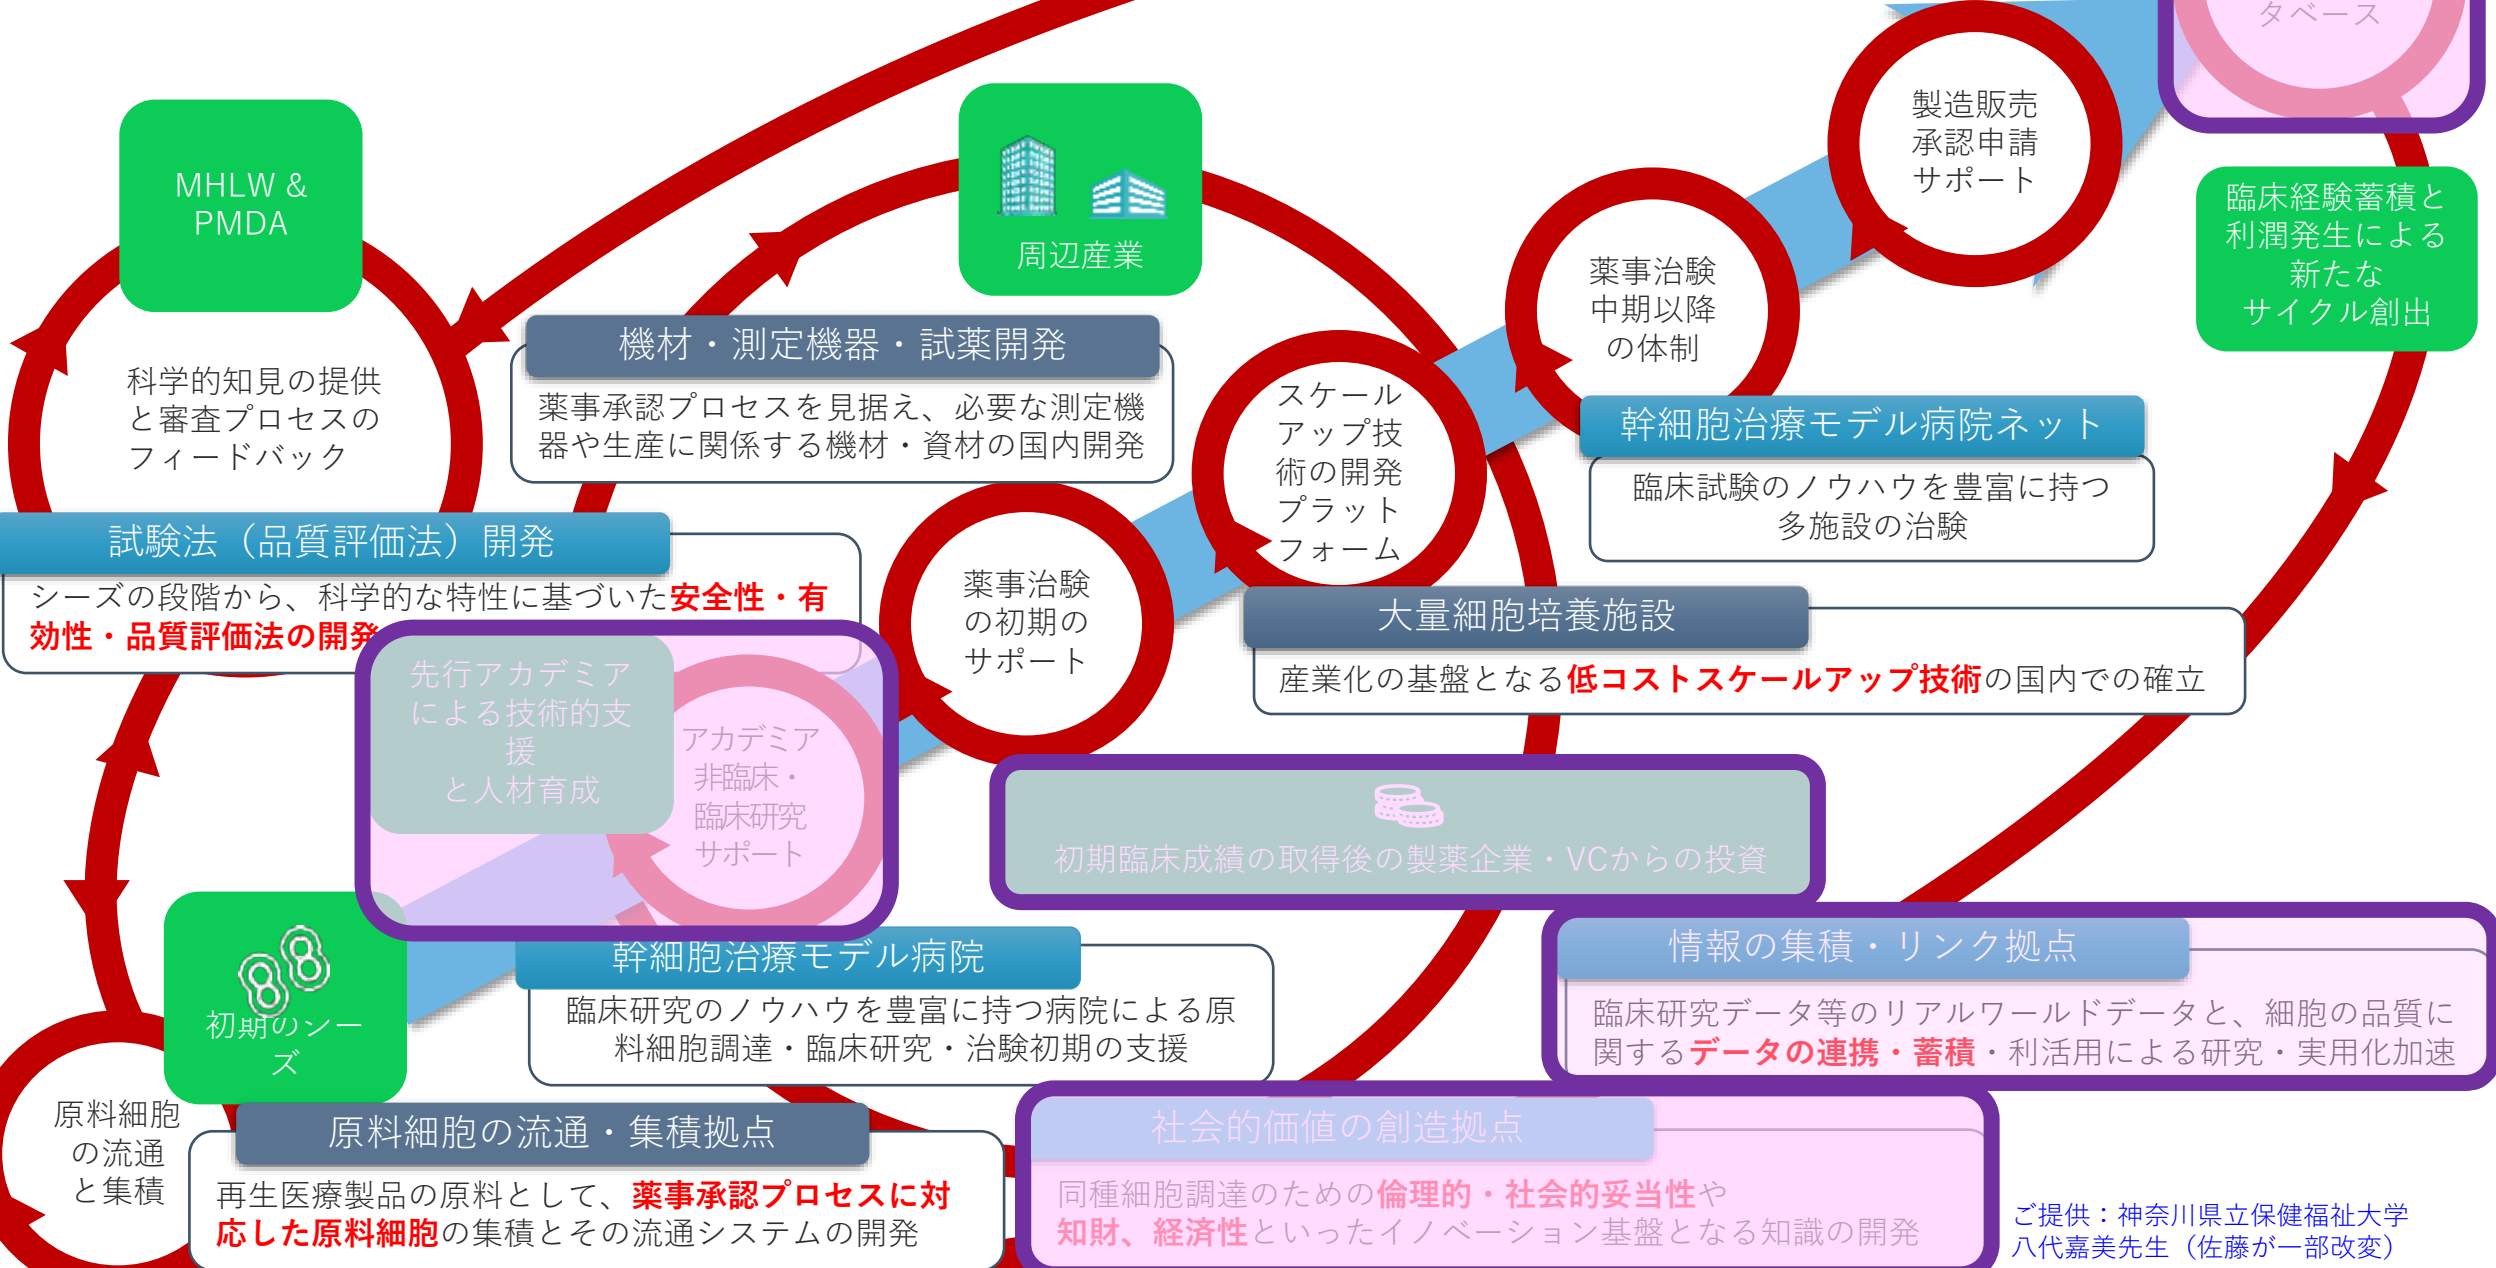 タベース
製造販売
承認申請
サポート
MHLW &
PMDA
周辺産業
臨床経験蓄積と
利潤発生による
新たな
サイクル創出
薬事治験
中期以降
の体制
機材・測定機器・試薬開発
薬事承認プロセスを見据え、必要な測定機
器や生産に関係する機材・資材の国内開発
科学的知見の提供
と審査プロセスの
フィードバック
スケール
アップ技
術の開発
プラット
フォーム
幹細胞治療モデル病院ネット
臨床試験のノウハウを豊富に持つ
多施設の治験
試験法（品質評価法）開発
シーズの段階から、科学的な特性に基づいた安全性・有
効性・品質評価法の開発
薬事治験
の初期の
サポート
大量細胞培養施設
産業化の基盤となる低コストスケールアップ技術の国内での確立
先行アカデミア
による技術的支
援
と人材育成
アカデミア
非臨床・
臨床研究
サポート
初期臨床成績の取得後の製薬企業・VCからの投資
初期のシー
ズ
幹細胞治療モデル病院
臨床研究のノウハウを豊富に持つ病院による原
料細胞調達・臨床研究・治験初期の支援
情報の集積・リンク拠点
臨床研究データ等のリアルワールドデータと、細胞の品質に
関するデータの連携・蓄積・利活用による研究・実用化加速
原料細胞
の流通
と集積
原料細胞の流通・集積拠点
再生医療製品の原料として、薬事承認プロセスに対
応した原料細胞の集積とその流通システムの開発
社会的価値の創造拠点
同種細胞調達のための倫理的・社会的妥当性や
知財、経済性といったイノベーション基盤となる知識の開発
ご提供：神奈川県立保健福祉大学
八代嘉美先生（佐藤が一部改変）